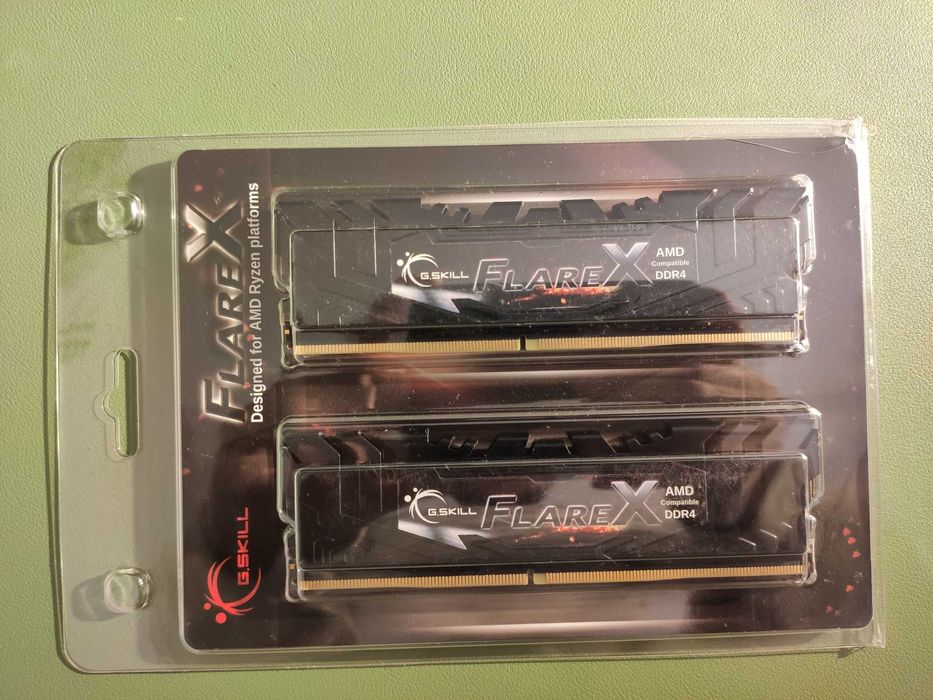 FLAREX
Designed for AMD Ryzen platforms
G.SKILL
G.SKILL
FLAREX
AMD
Compatible
DDR4
G.SKILL
FLAREX
AMD
Compatible
DDR4